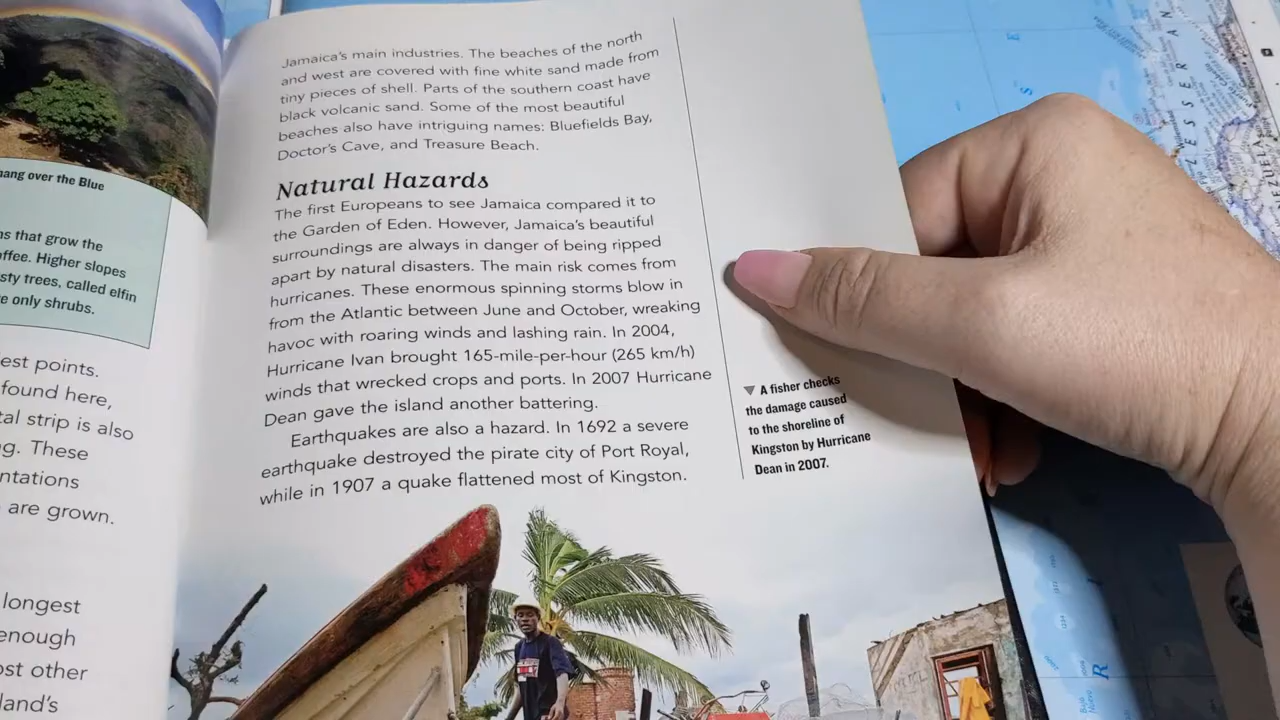 hang over the Blue
ns that grow the
offee. Higher slopes
sty trees, called elfin
e only shrubs.
est points.
found here,
tal strip is also
g. These
ntations
are grown.
longest
enough
ost other
land's
Jamaica's main industries. The beaches of the north
and west are covered with fine white sand made from
tiny pieces of shell. Parts of the southern coast have
black volcanic sand. Some of the most beautiful
beaches also have intriguing names: Bluefields Bay,
Doctor's Cave, and Treasure Beach.
Natural Hazards
The first Europeans to see Jamaica compared it to
the Garden of Eden. However, Jamaica's beautiful
surroundings are always in danger of being ripped
apart by natural disasters. The main risk comes from
hurricanes. These enormous spinning storms blow in
from the Atlantic between June and October, wreaking
havoc with roaring winds and lashing rain. In 2004,
Hurricane Ivan brought 165-mile-per-hour (265 km/h)
winds that wrecked crops and ports. In 2007 Hurricane
Dean gave the island another battering.
Earthquakes are also a hazard. In 1692 a severe
earthquake destroyed the pirate city of Port Royal,
while in 1907 a quake flattened most of Kingston.
▼ A fisher checks
the damage caused
to the shoreline of
Kingston by Hurricane
Dean in 2007.